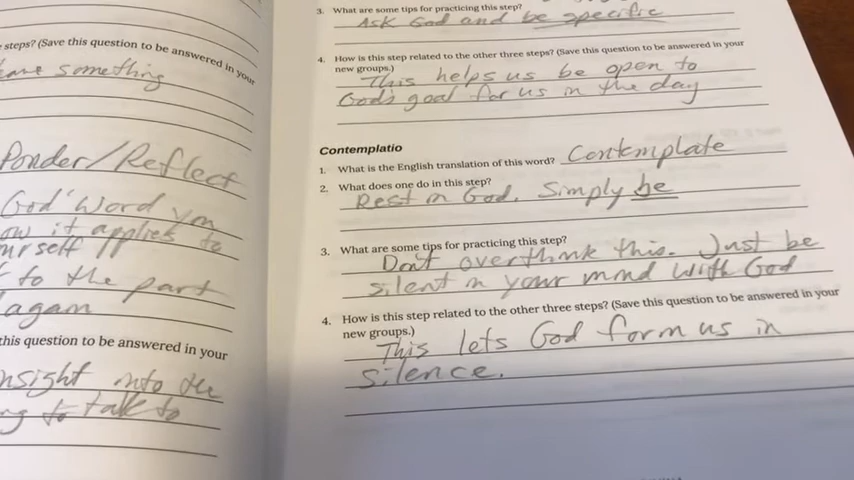 steps? (Save this question to be answered in your
something
Ponder/Reflect
God' word you
it applies to
to the part
again
this question to be answered in your
insight into
to talk to
3. What are some tips for practicing this step?
Ask God and be specific
4. How is this step related to the other three steps? (Save this question to be answered in your
new groups.)
This helps us be open to
God's goal for us in the day
Contemplatio
1. What is the English translation of this word? Contemplate
2. What does one do in this step?
Rest in God. Simply be
3. What are some tips for practicing this step?
Don't overthink this. Just be
silent in your mind with God
4. How is this step related to the other three steps? (Save this question to be answered in your
new groups.)
This lets God form us in
silence.